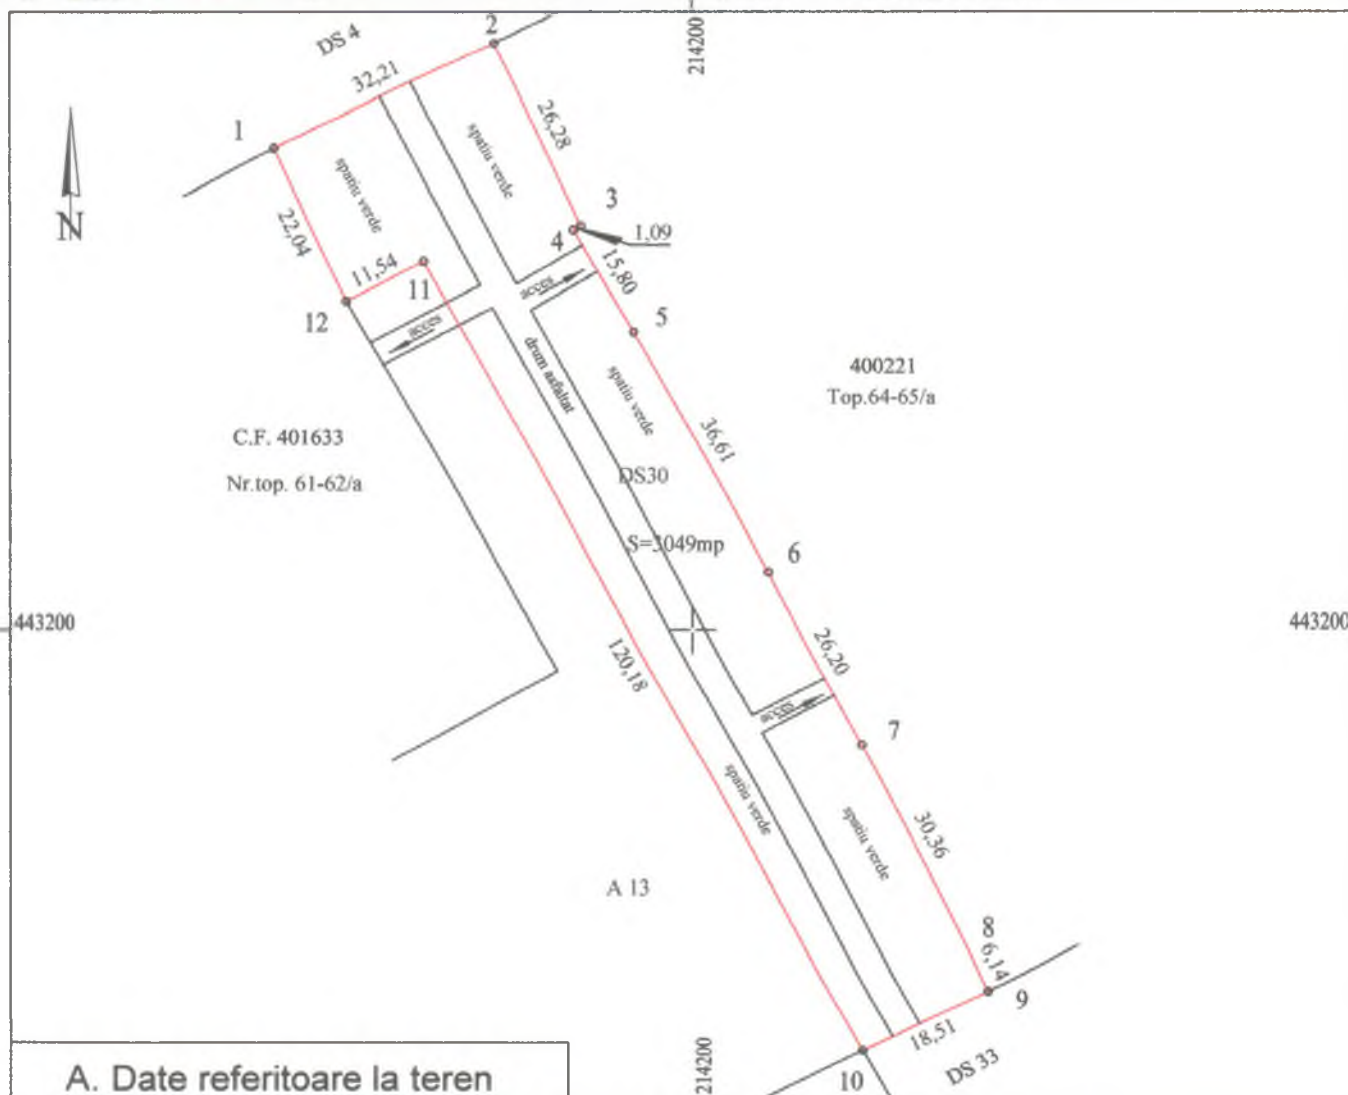 DS 4
2
214200
32,21
26,28
1
spatiu verde
spatiu verde
N
22,04
3
4
1,09
11,54
11
15,80
acces
12
acces
5
drum asfaltat
400221
Top.64-65/a
spatiu verde
36,61
C.F. 401633
Nr.top. 61-62/a
DS30
S=3049mp
6
443200
443200
120,18
26,20
acces
7
spatiu verde
spatiu verde
30,36
A 13
8
6,14
9
18,51
DS 33
214200
10
A. Date referitoare la teren